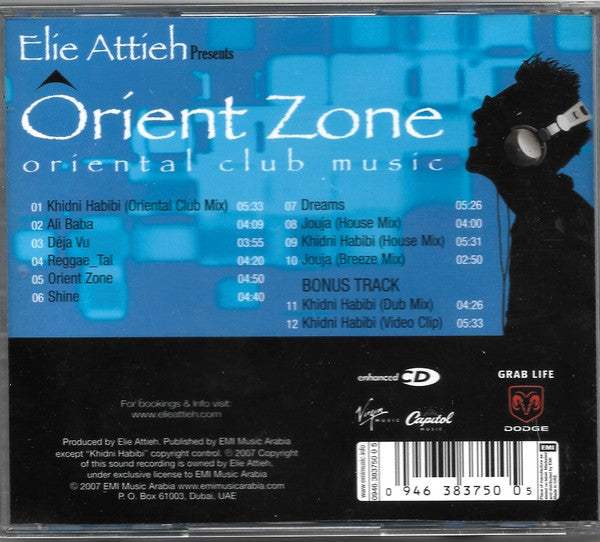 Elie Attieh Presents
Orient Zone
oriental club music
01 Khidni Habibi (Oriental Club Mix) 05:33
02 Ali Baba 04:09
03 Déja Vu 03:55
04 Reggae_Tal 04:20
05 Orient Zone 04:50
06 Shine 04:40
07 Dreams 05:26
08 Jouja (House Mix) 04:00
09 Khidni Habibi (House Mix) 05:31
10 Jouja (Breeze Mix) 02:50
BONUS TRACK
11 Khidni Habibi (Dub Mix) 04:26
12 Khidni Habibi (Video Clip) 05:33
enhanced CD
GRAB LIFE
DODGE
Virgin MUSIC
Capitol MUSIC
For bookings & Info visit:
www.elieattieh.com
Produced by Elie Attieh. Published by EMI Music Arabia
except "Khidni Habibi" copyright control. © 2007 Copyright
of this sound recording is owned by Elie Attieh,
under exclusive license to EMI Music Arabia
© 2007 EMI Music Arabia www.emimusicarabia.com
P. O. Box 61003, Dubai, UAE
www.emimusic.info
0946 383750 0 5
0 946 383750 05
EMI